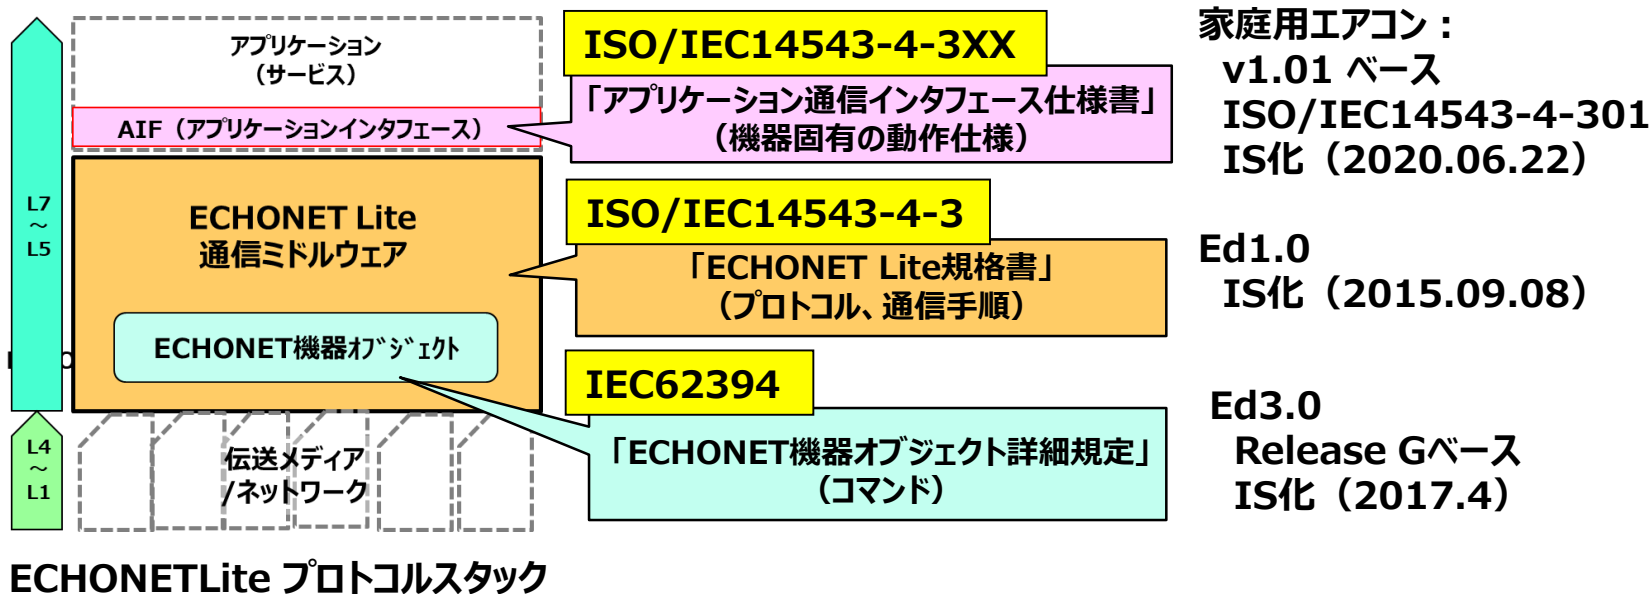 アプリケーション
（サービス）
AIF（アプリケーションインタフェース）
L7
～
L5
ECHONET Lite
通信ミドルウェア
ECHONET機器ｵﾌﾞｼﾞｪｸﾄ
L4
～
L1
伝送メディア
/ネットワーク
ISO/IEC14543-4-3XX
「アプリケーション通信インタフェース仕様書」
（機器固有の動作仕様）
ISO/IEC14543-4-3
「ECHONET Lite規格書」
（プロトコル、通信手順）
IEC62394
「ECHONET機器オブジェクト詳細規定」
（コマンド）
家庭用エアコン：
v1.01 ベース
ISO/IEC14543-4-301
IS化（2020.06.22）
Ed1.0
IS化（2015.09.08）
Ed3.0
Release Gベース
IS化（2017.4）
ECHONETLite プロトコルスタック